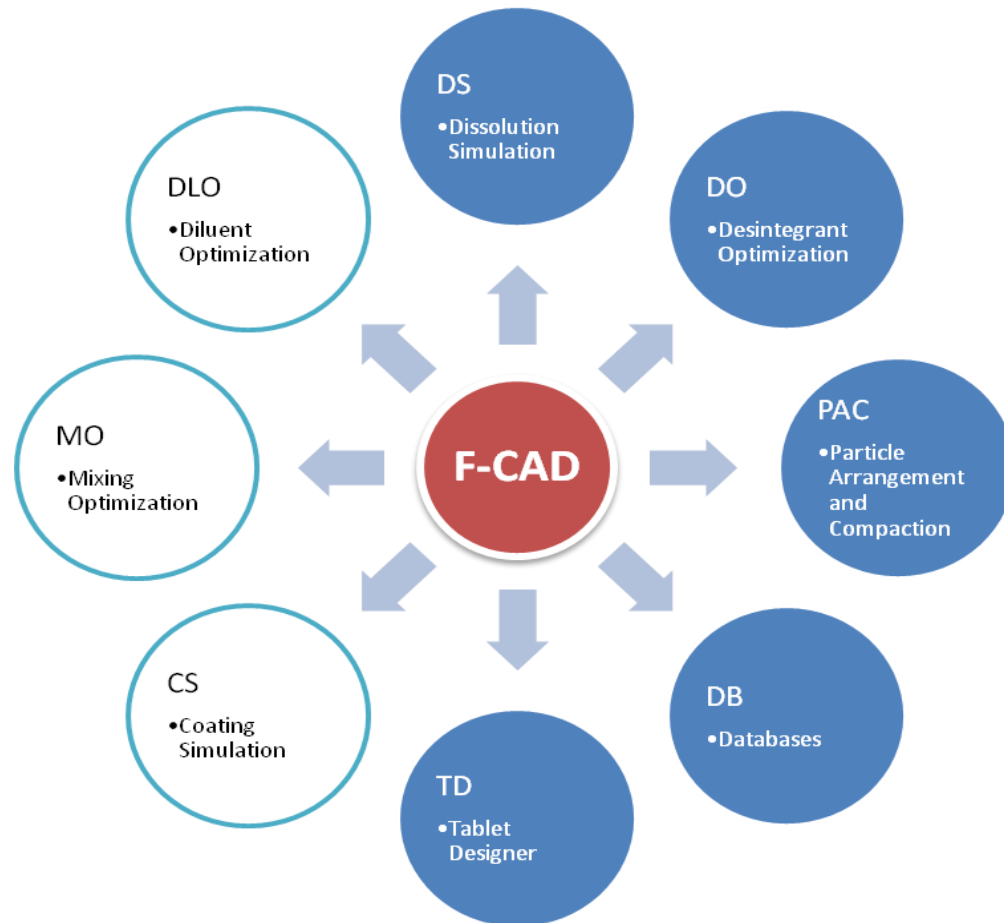 DS
•Dissolution
Simulation
DLO
•Diluent
Optimization
DO
•Desintegrant
Optimization
MO
•Mixing
Optimization
F-CAD
PAC
•Particle
Arrangement
and
Compaction
CS
•Coating
Simulation
DB
•Databases
TD
•Tablet
Designer